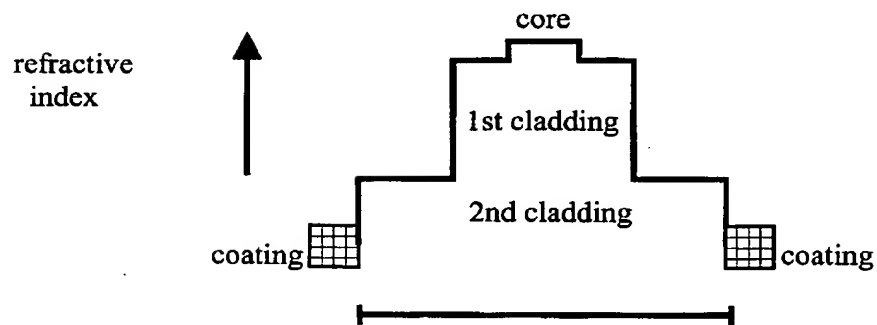 core
refractive
index
1st cladding
2nd cladding
coating
coating